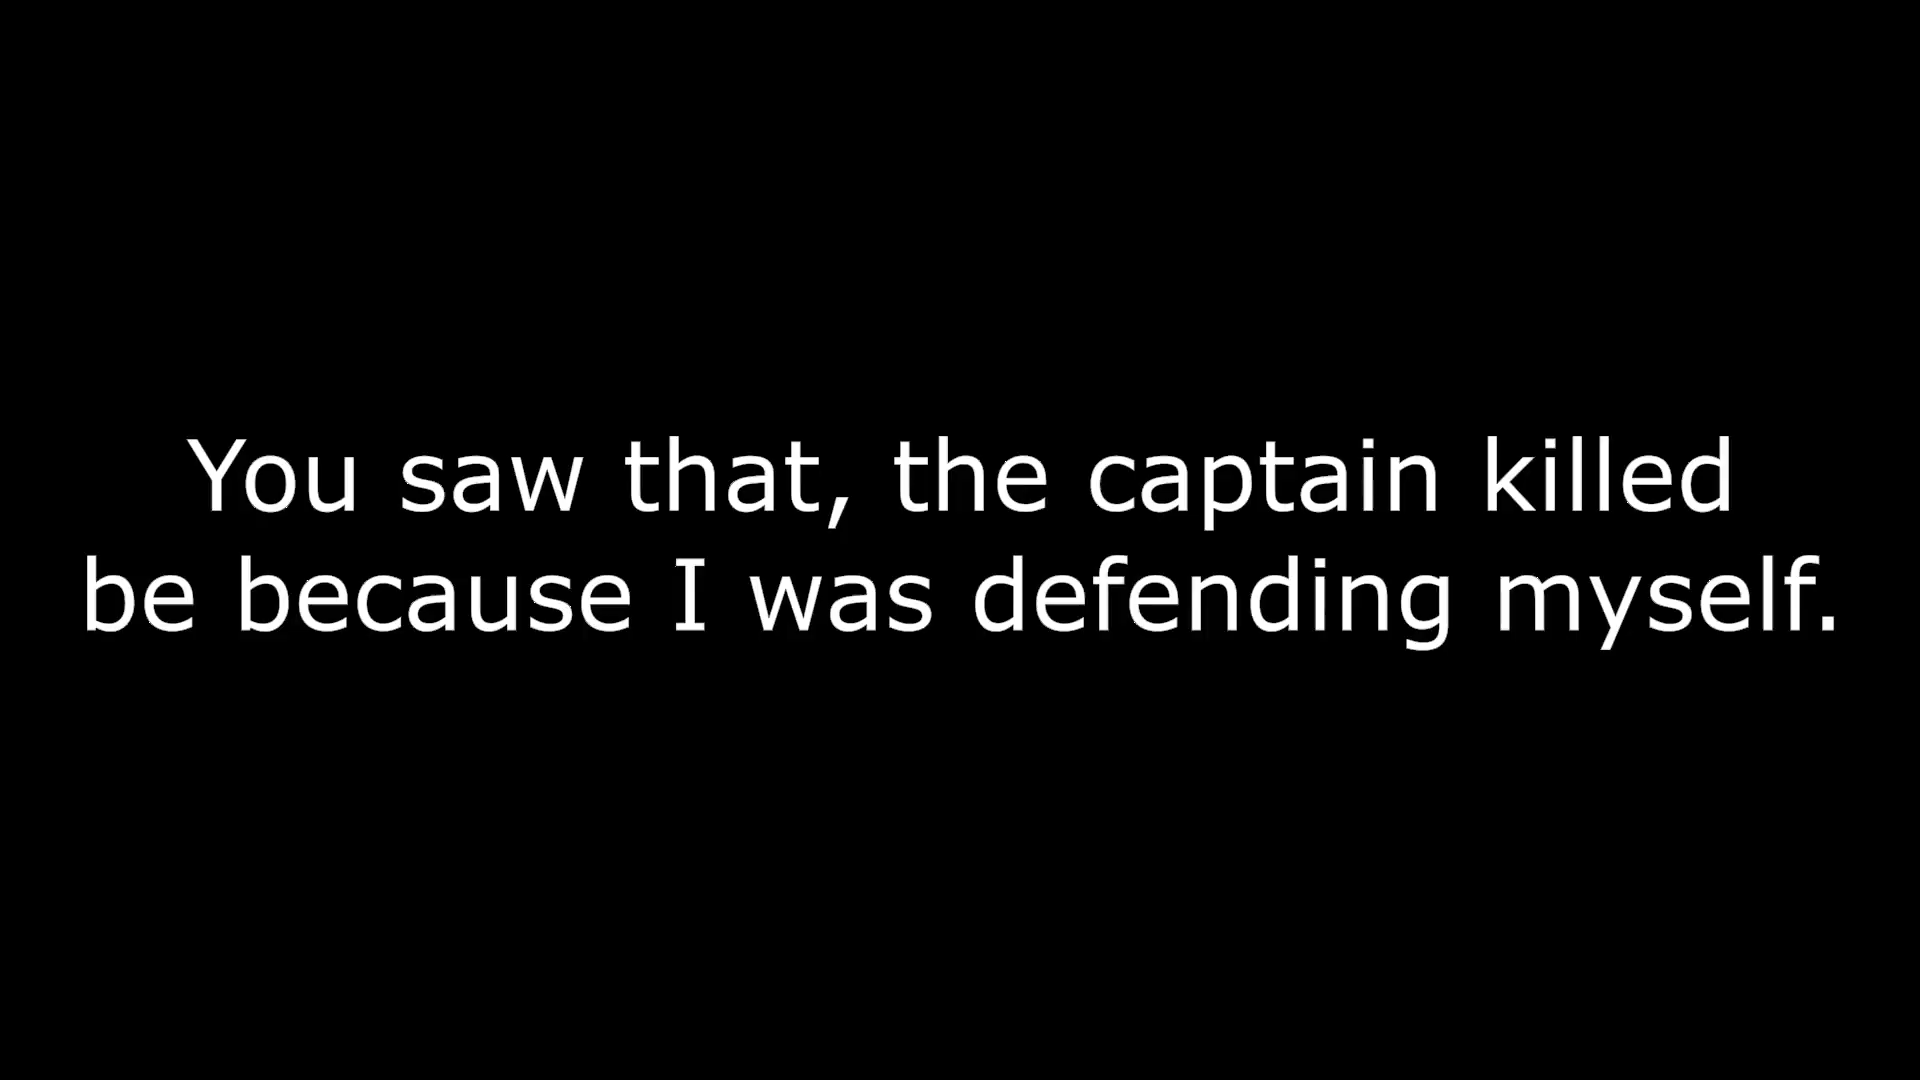 You saw that, the captain killed
be because I was defending myself.